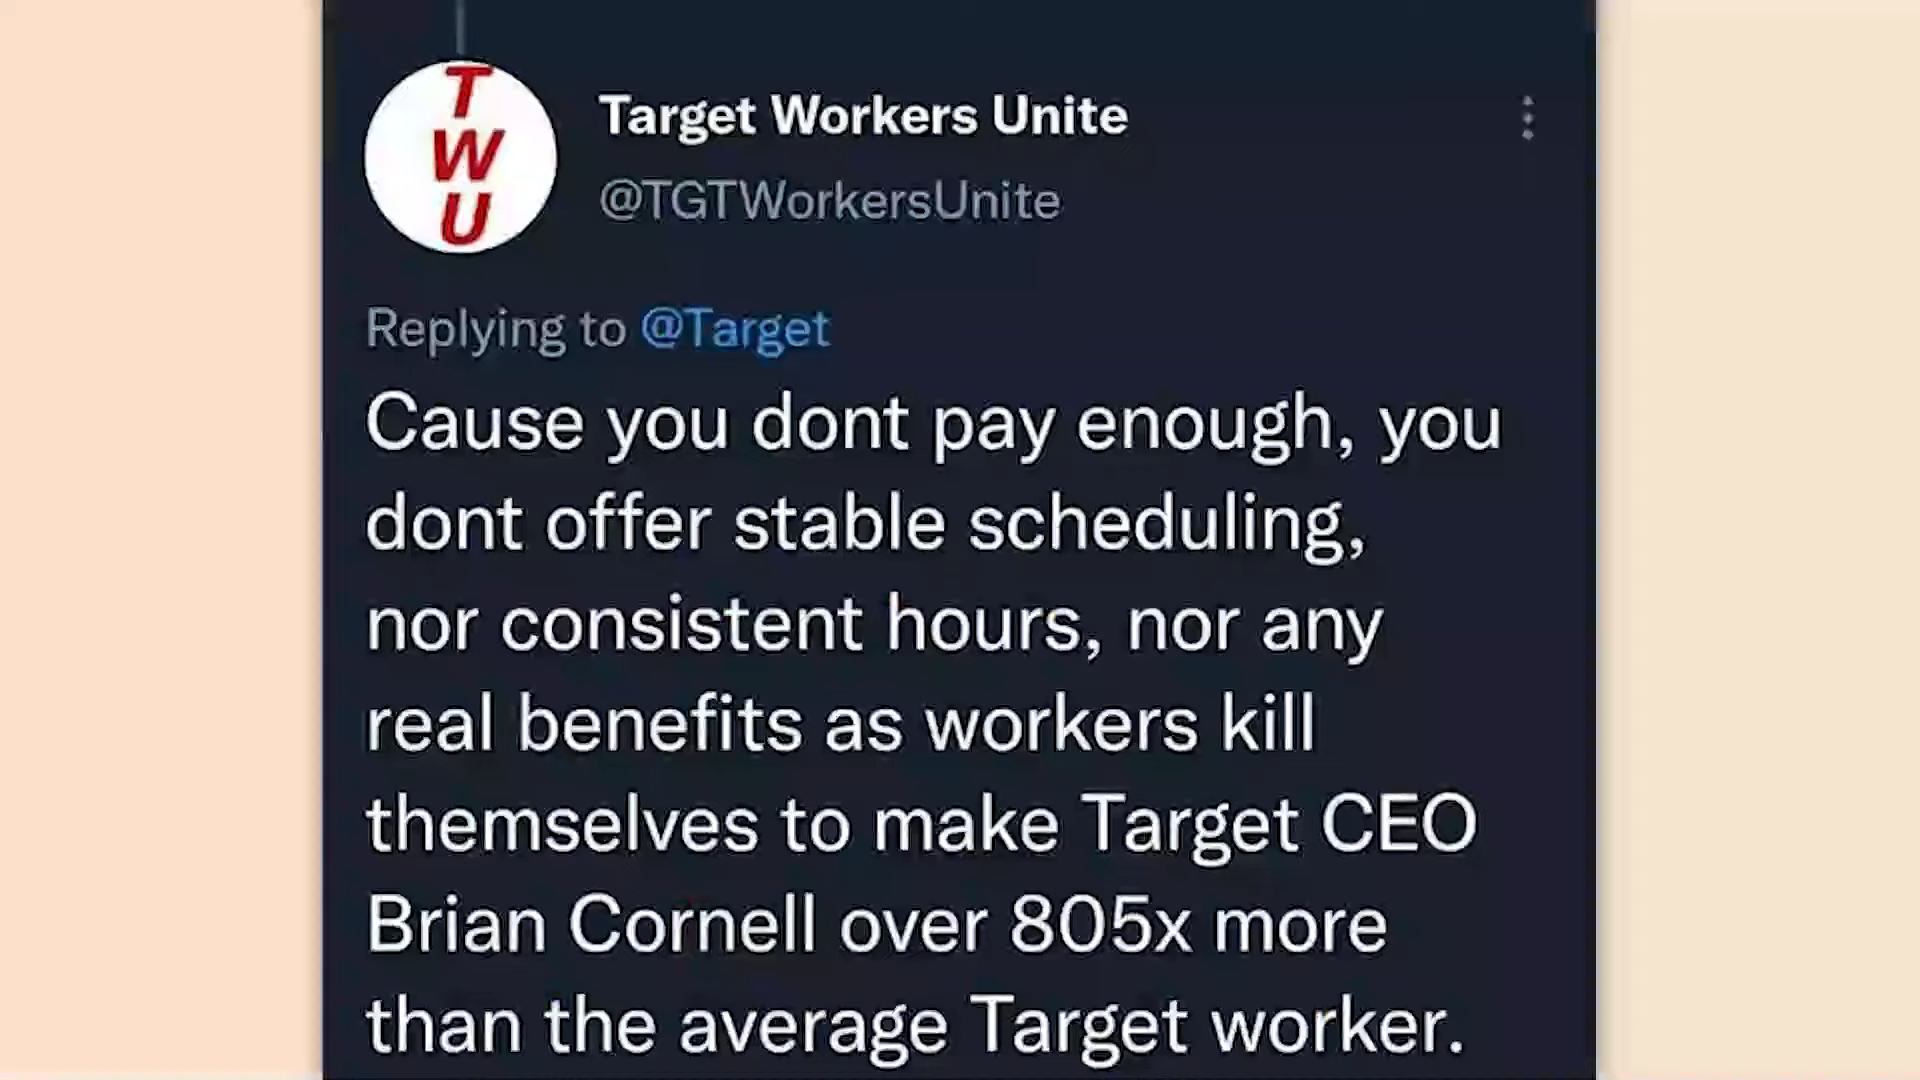 T
W
U
Target Workers Unite
@TGTWorkersUnite
Replying to @Target
Cause you dont pay enough, you
dont offer stable scheduling,
nor consistent hours, nor any
real benefits as workers kill
themselves to make Target CEO
Brian Cornell over 805x more
than the average Target worker.